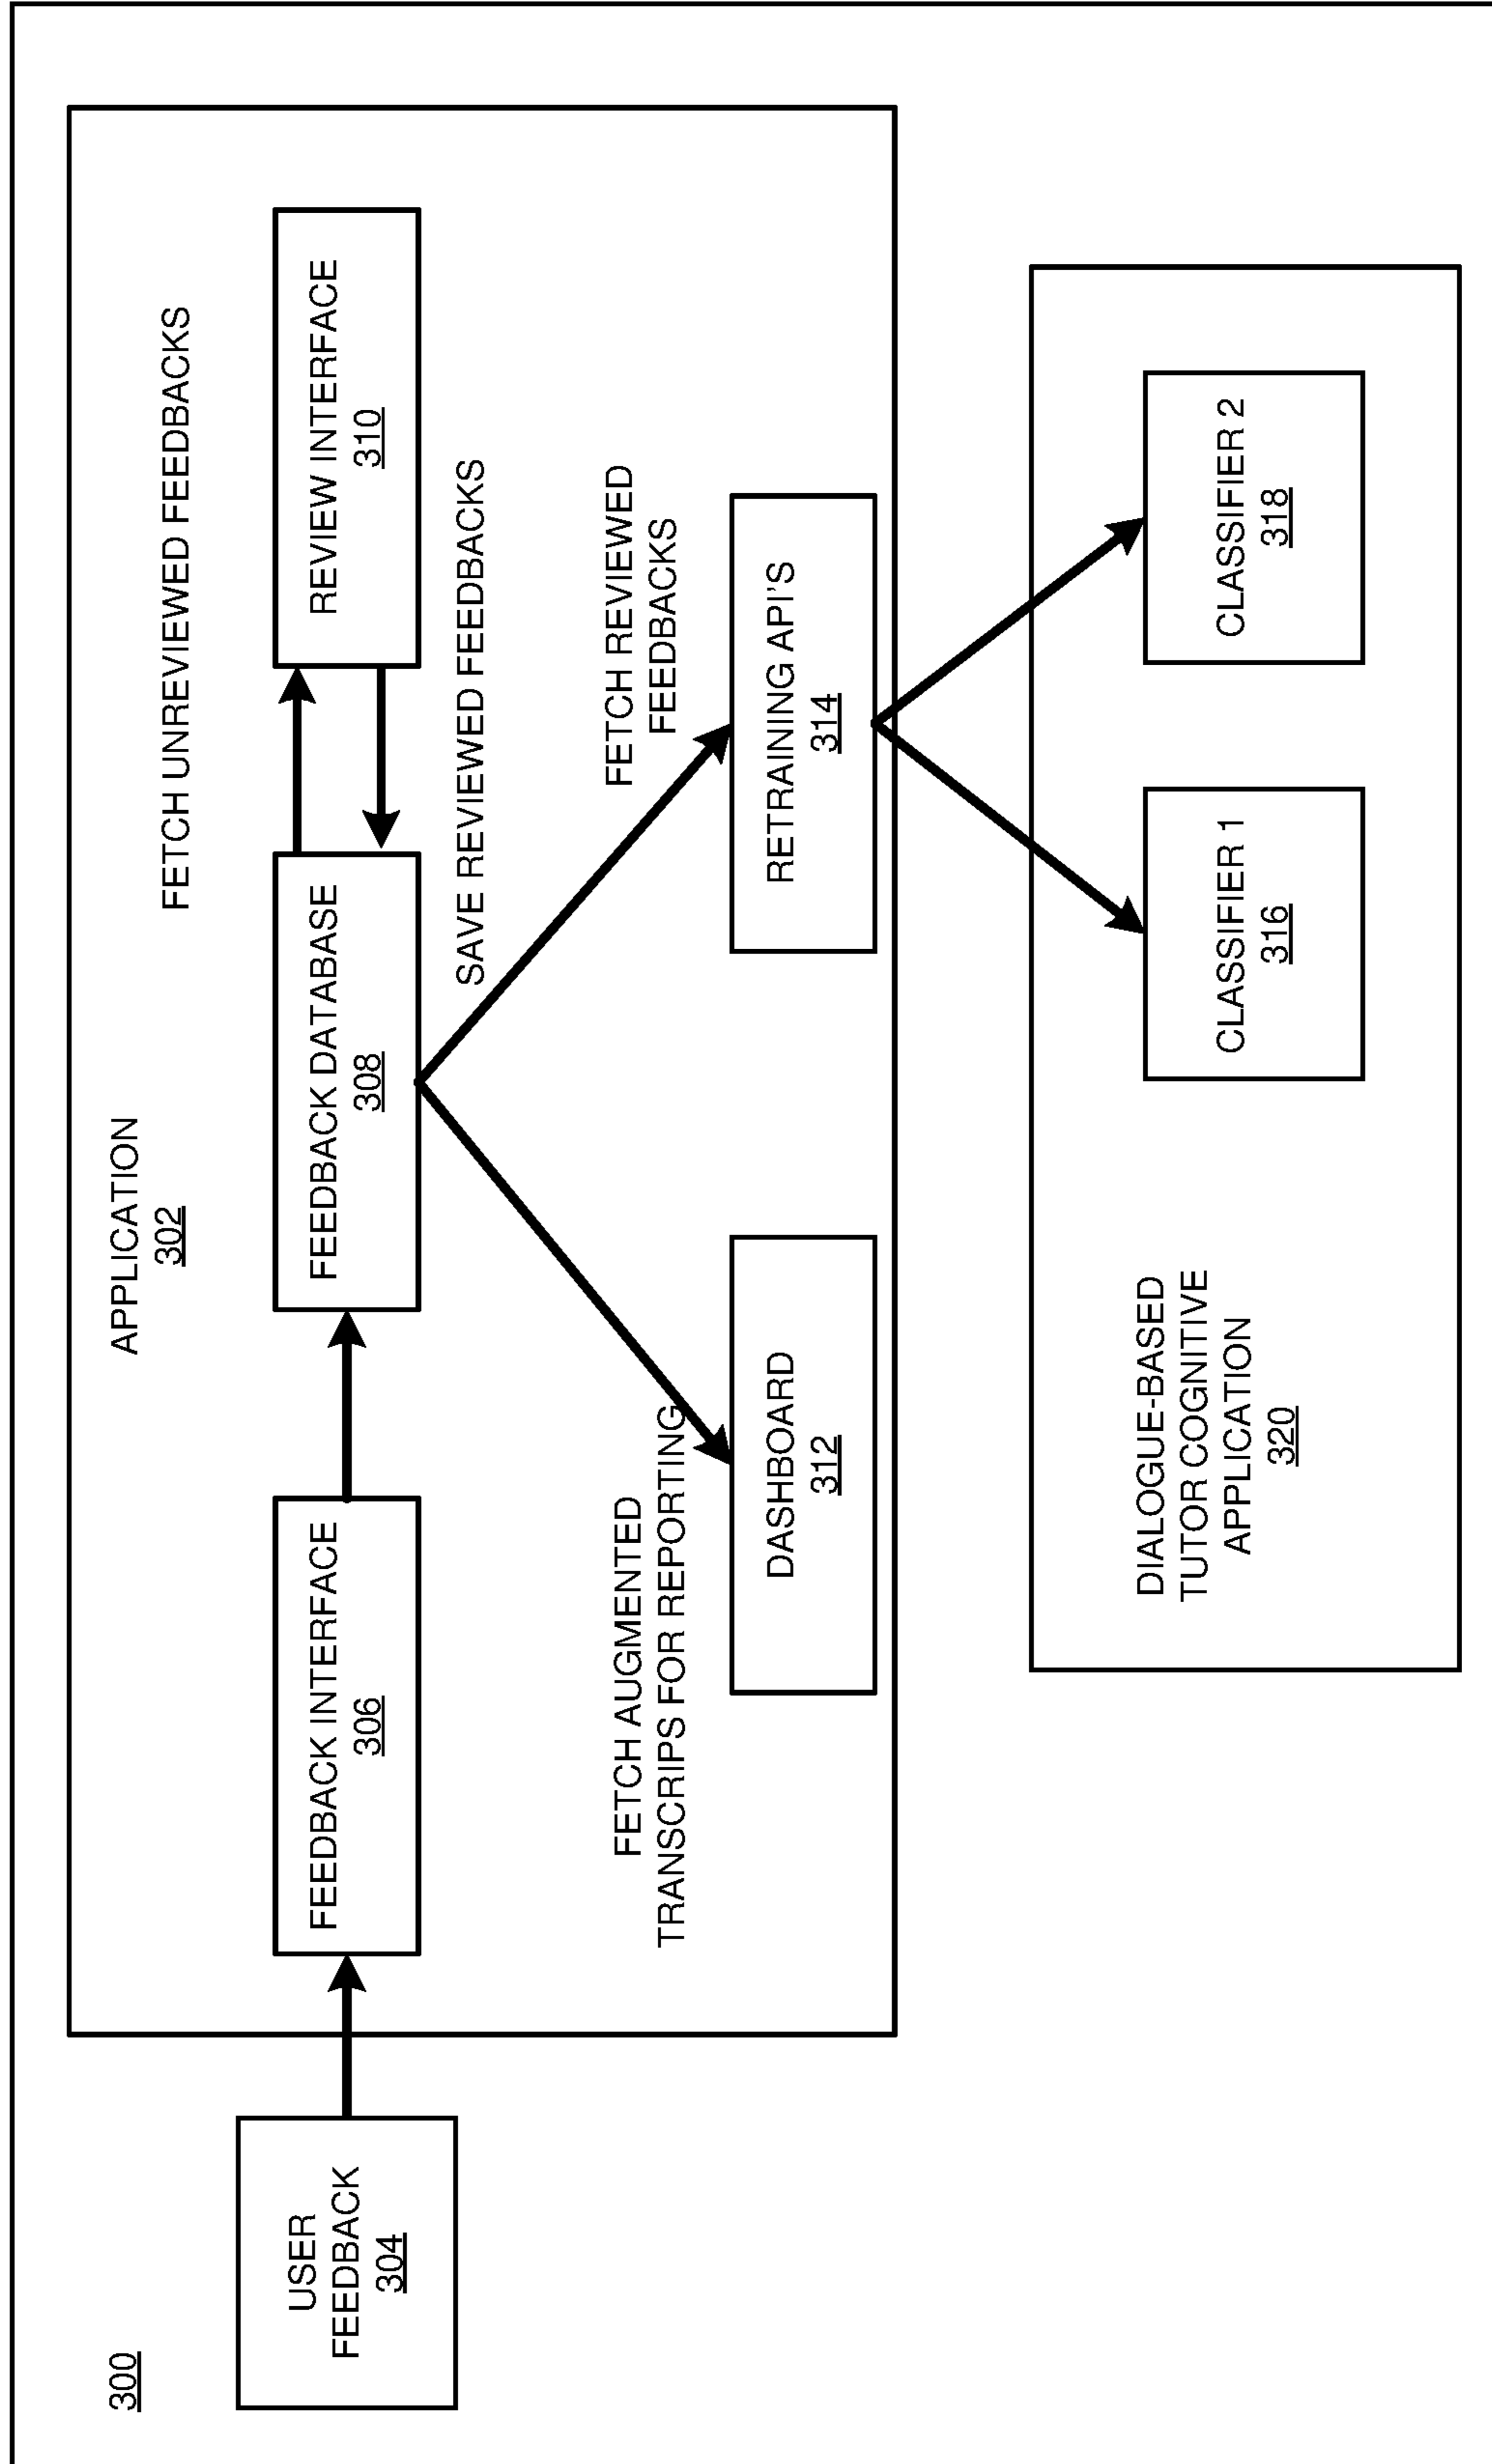 300
APPLICATION
302
FETCH UNREVIEWED FEEDBACKS
USER
FEEDBACK
304
FEEDBACK INTERFACE
306
FEEDBACK DATABASE
308
REVIEW INTERFACE
310
SAVE REVIEWED FEEDBACKS
FETCH AUGMENTED
TRANSCRIPS FOR REPORTING
FETCH REVIEWED
FEEDBACKS
DASHBOARD
312
RETRAINING API'S
314
DIALOGUE-BASED
TUTOR COGNITIVE
APPLICATION
320
CLASSIFIER 1
316
CLASSIFIER 2
318